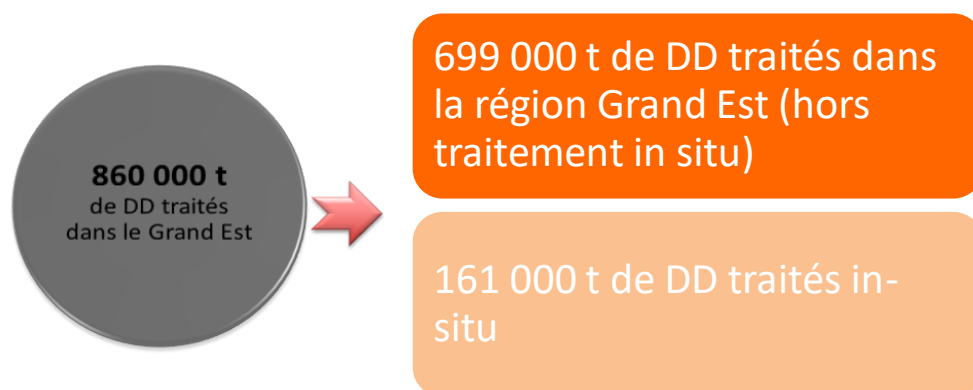 860 000 t
de DD traités
dans le Grand Est
699 000 t de DD traités dans
la région Grand Est (hors
traitement in situ)
161 000 t de DD traités in-
situ